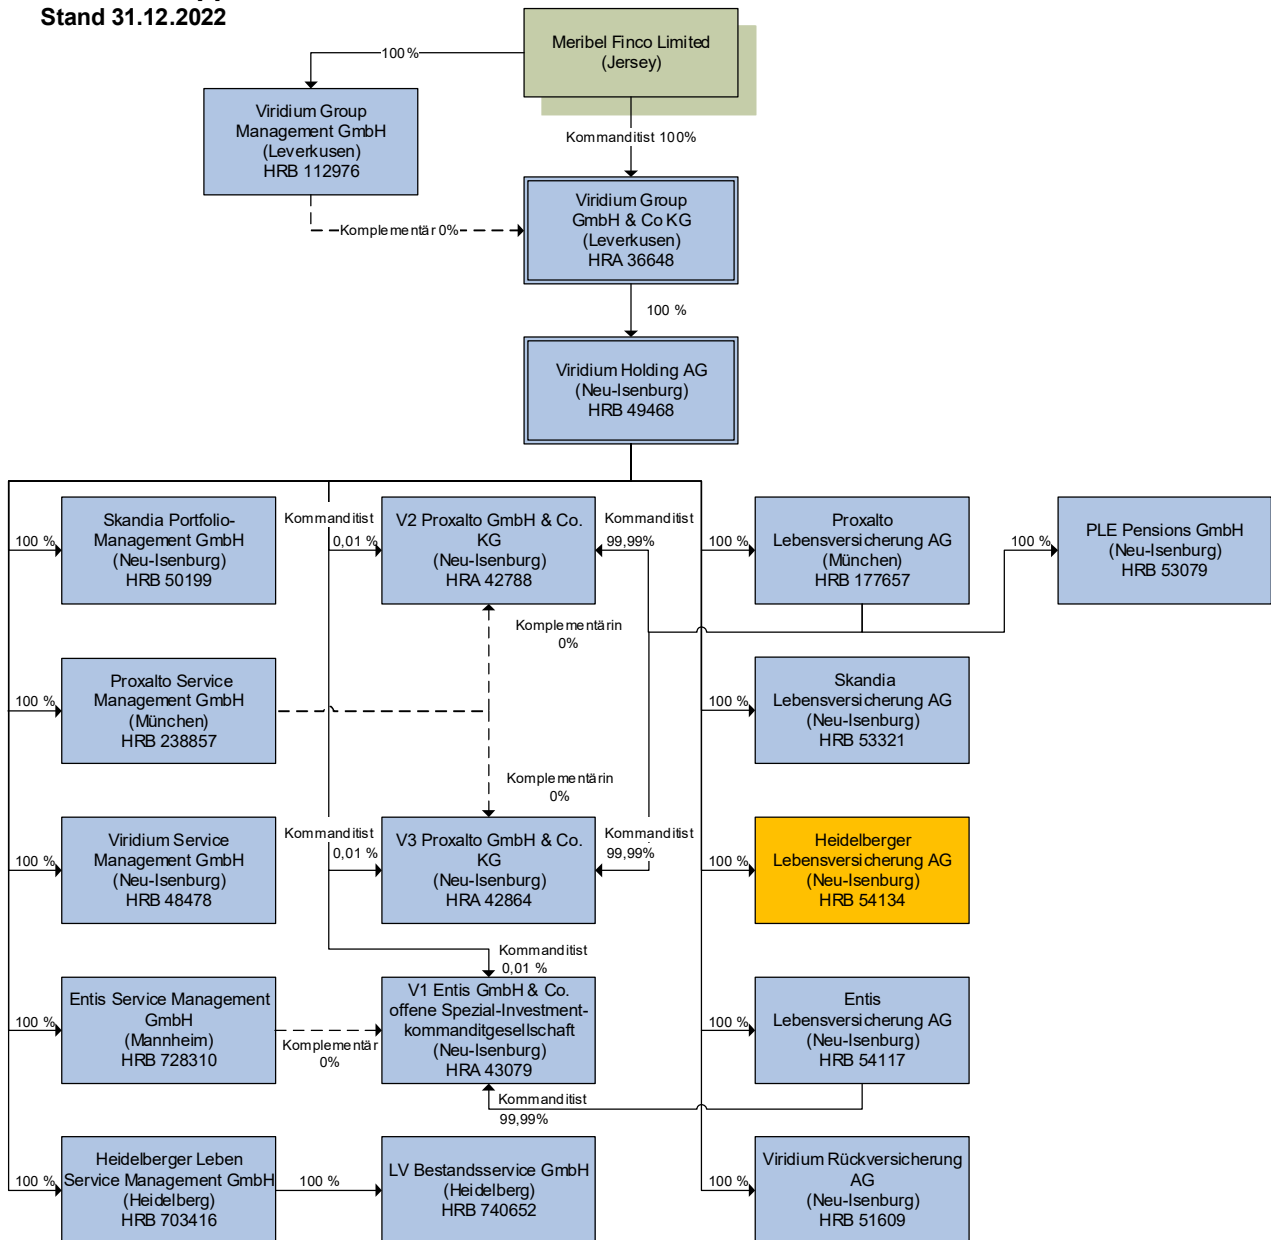 Stand 31.12.2022
Meribel Finco Limited
(Jersey)
100 %
Viridium Group
Management GmbH
(Leverkusen)
HRB 112976
Kommanditist 100%
Komplementär 0%
Viridium Group
GmbH & Co KG
(Leverkusen)
HRA 36648
100 %
Viridium Holding AG
(Neu-Isenburg)
HRB 49468
100 %
Skandia Portfolio-
Management GmbH
(Neu-Isenburg)
HRB 50199
Kommanditist
0,01 %
V2 Proxalto GmbH & Co.
KG
(Neu-Isenburg)
HRA 42788
Kommanditist
99,99%
100 %
Proxalto
Lebensversicherung AG
(München)
HRB 177657
100 %
PLE Pensions GmbH
(Neu-Isenburg)
HRB 53079
Komplementärin
0%
100 %
Proxalto Service
Management GmbH
(München)
HRB 238857
100 %
Skandia
Lebensversicherung AG
(Neu-Isenburg)
HRB 53321
Komplementärin
0%
100 %
Viridium Service
Management GmbH
(Neu-Isenburg)
HRB 48478
Kommanditist
0,01 %
V3 Proxalto GmbH & Co.
KG
(Neu-Isenburg)
HRA 42864
Kommanditist
99,99%
100 %
Heidelberger
Lebensversicherung AG
(Neu-Isenburg)
HRB 54134
Kommanditist
0,01 %
100 %
Entis Service Management
GmbH
(Mannheim)
HRB 728310
Komplementär
0%
V1 Entis GmbH & Co.
offene Spezial-Investment-
kommanditgesellschaft
(Neu-Isenburg)
HRA 43079
100 %
Entis
Lebensversicherung AG
(Neu-Isenburg)
HRB 54117
Kommanditist
99,99%
100 %
Heidelberger Leben
Service Management GmbH
(Heidelberg)
HRB 703416
100 %
LV Bestandsservice GmbH
(Heidelberg)
HRB 740652
100 %
Viridium Rückversicherung
AG
(Neu-Isenburg)
HRB 51609